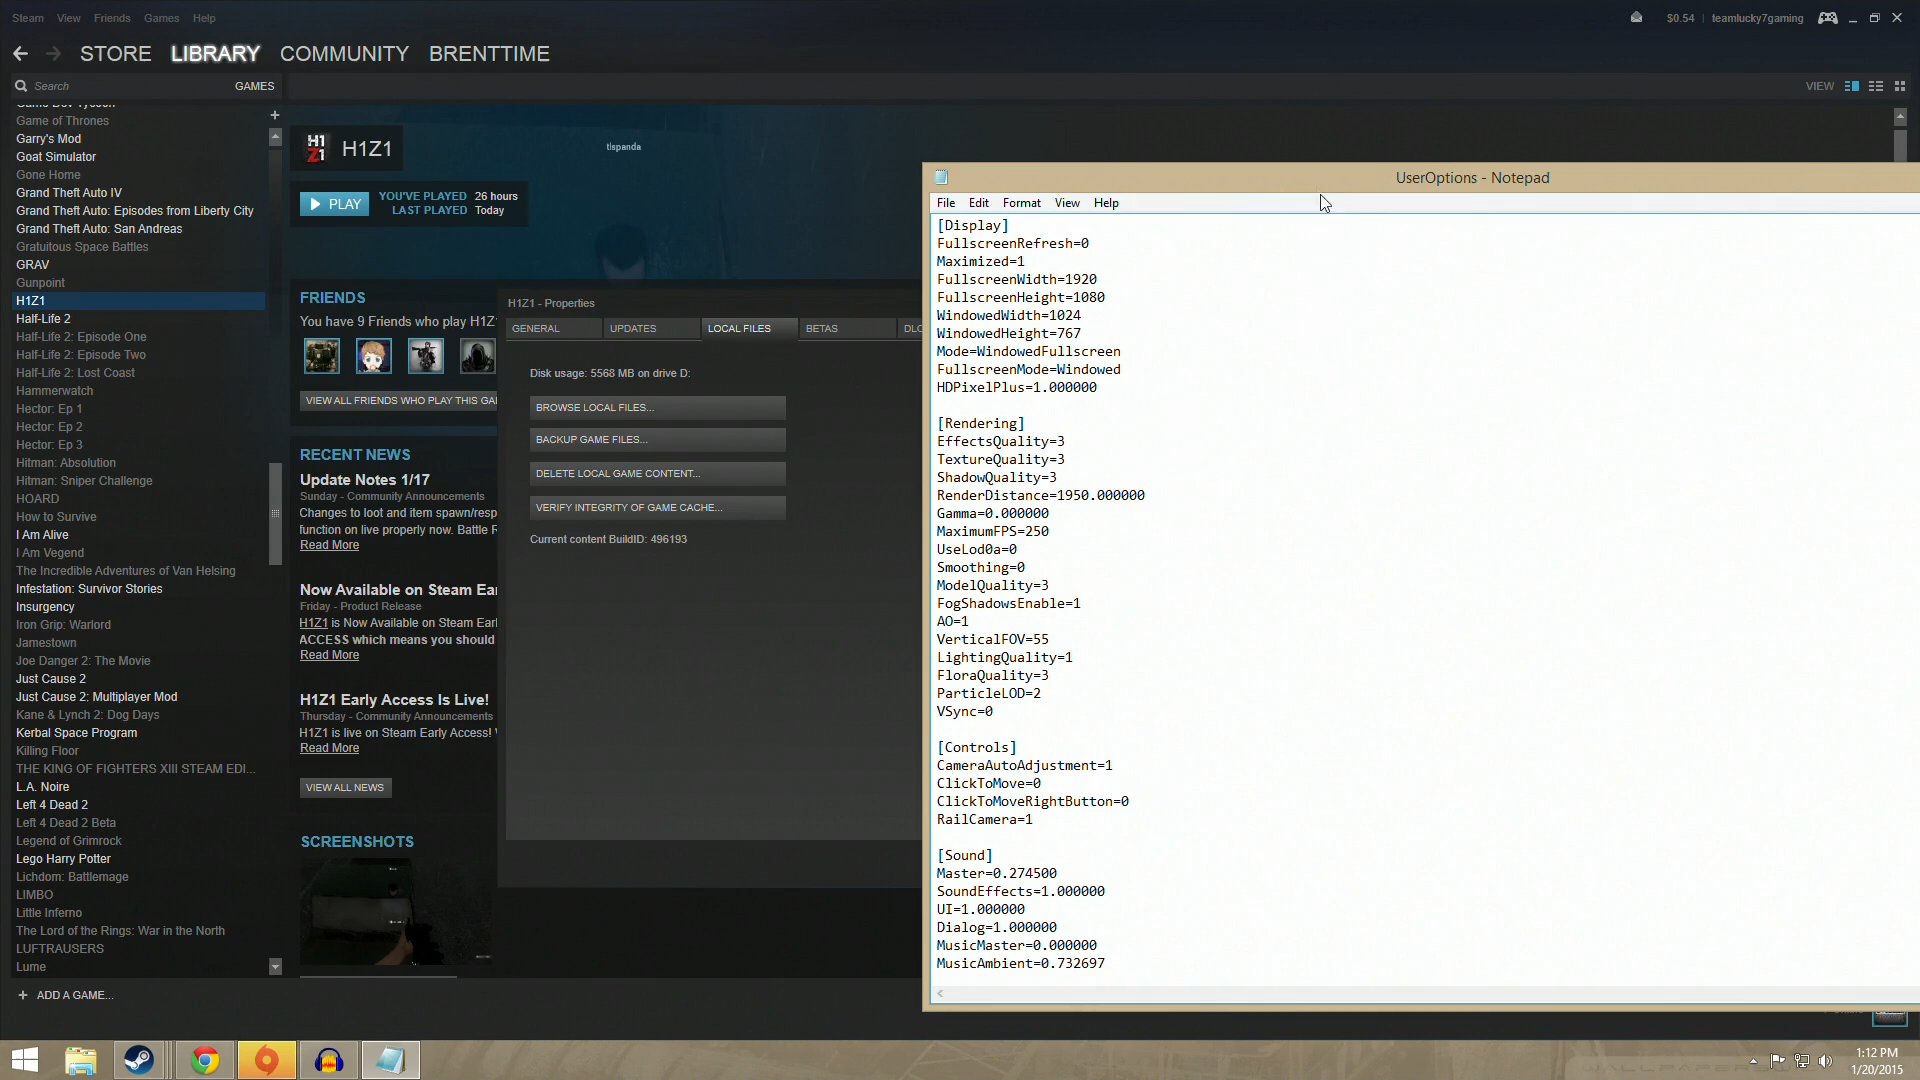 Steam View Friends Games Help
$0.54 | teamlucky7gaming
STORE LIBRARY COMMUNITY BRENTTIME
Search GAMES
VIEW
Game Dev Tycoon
Game of Thrones
Garry's Mod
Goat Simulator
Gone Home
Grand Theft Auto IV
Grand Theft Auto: Episodes from Liberty City
Grand Theft Auto: San Andreas
Gratuitous Space Battles
GRAV
Gunpoint
H1Z1
Half-Life 2
Half-Life 2: Episode One
Half-Life 2: Episode Two
Half-Life 2: Lost Coast
Hammerwatch
Hector: Ep 1
Hector: Ep 2
Hector: Ep 3
Hitman: Absolution
Hitman: Sniper Challenge
HOARD
How to Survive
I Am Alive
I Am Vegend
The Incredible Adventures of Van Helsing
Infestation: Survivor Stories
Insurgency
Iron Grip: Warlord
Jamestown
Joe Danger 2: The Movie
Just Cause 2
Just Cause 2: Multiplayer Mod
Kane & Lynch 2: Dog Days
Kerbal Space Program
Killing Floor
THE KING OF FIGHTERS XIII STEAM EDI...
L.A. Noire
Left 4 Dead 2
Left 4 Dead 2 Beta
Legend of Grimrock
Lego Harry Potter
Lichdom: Battlemage
LIMBO
Little Inferno
The Lord of the Rings: War in the North
LUFTRAUSERS
Lume
+ ADD A GAME...
H1Z1
H1Z1
tlspanda
PLAY
YOU'VE PLAYED 26 hours
LAST PLAYED Today
FRIENDS
You have 9 Friends who play H1Z
VIEW ALL FRIENDS WHO PLAY THIS GA
RECENT NEWS
Update Notes 1/17
Sunday - Community Announcements
Changes to loot and item spawn/resp
function on live properly now. Battle R
Read More
Now Available on Steam Ea
Friday - Product Release
H1Z1 is Now Available on Steam Earl
ACCESS which means you should
Read More
H1Z1 Early Access Is Live!
Thursday - Community Announcements
H1Z1 is live on Steam Early Access! 
Read More
VIEW ALL NEWS
SCREENSHOTS
H1Z1 - Properties
GENERAL UPDATES LOCAL FILES BETAS DLC
Disk usage: 5568 MB on drive D:
BROWSE LOCAL FILES...
BACKUP GAME FILES...
DELETE LOCAL GAME CONTENT...
VERIFY INTEGRITY OF GAME CACHE...
Current content BuildID: 496193
UserOptions - Notepad
File Edit Format View Help
[Display]
FullscreenRefresh=0
Maximized=1
FullscreenWidth=1920
FullscreenHeight=1080
WindowedWidth=1024
WindowedHeight=767
Mode=WindowedFullscreen
FullscreenMode=Windowed
HDPixelPlus=1.000000
[Rendering]
EffectsQuality=3
TextureQuality=3
ShadowQuality=3
RenderDistance=1950.000000
Gamma=0.000000
MaximumFPS=250
UseLod0a=0
Smoothing=0
ModelQuality=3
FogShadowsEnable=1
AO=1
VerticalFOV=55
LightingQuality=1
FloraQuality=3
ParticleLOD=2
VSync=0
[Controls]
CameraAutoAdjustment=1
ClickToMove=0
ClickToMoveRightButton=0
RailCamera=1
[Sound]
Master=0.274500
SoundEffects=1.000000
UI=1.000000
Dialog=1.000000
MusicMaster=0.000000
MusicAmbient=0.732697
1:12 PM
1/20/2015